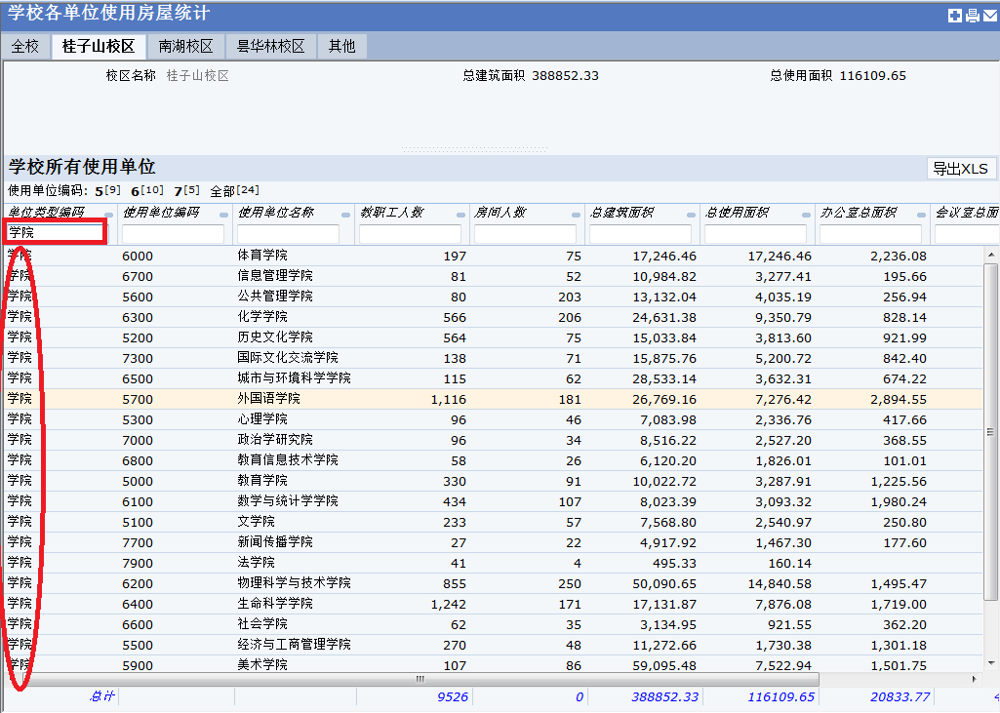 学校各单位使用房屋统计
全校 桂子山校区 南湖校区 昙华林校区 其他
校区名称 桂子山校区 总建筑面积 388852.33 总使用面积 116109.65
学校所有使用单位 导出XLS
使用单位编码: 5[9] 6[10] 7[5] 全部[24]
单位类型编码 使用单位编码 使用单位名称 教职工人数 房间人数 总建筑面积 总使用面积 办公室总面积 会议室总面
学院
学院 6000 体育学院 197 75 17,246.46 17,246.46 2,236.08
学院 6700 信息管理学院 81 52 10,984.82 3,277.41 195.66
学院 5600 公共管理学院 80 203 13,132.04 4,035.19 256.94
学院 6300 化学学院 566 206 24,631.38 9,350.79 828.14
学院 5200 历史文化学院 564 75 15,033.84 3,813.60 921.99
学院 7300 国际文化交流学院 138 71 15,875.76 5,200.72 842.40
学院 6500 城市与环境科学学院 115 62 28,533.14 3,632.31 674.22
学院 5700 外国语学院 1,116 181 26,769.16 7,276.42 2,894.55
学院 5300 心理学院 96 46 7,083.98 2,336.76 417.66
学院 7000 政治学研究院 96 34 8,516.22 2,527.20 368.55
学院 6800 教育信息技术学院 58 26 6,120.20 1,826.01 101.01
学院 5000 教育学院 330 91 10,022.72 3,287.91 1,225.56
学院 6100 数学与统计学学院 434 107 8,023.39 3,093.32 1,980.24
学院 5100 文学院 233 57 7,568.80 2,540.97 250.80
学院 7700 新闻传播学院 27 22 4,917.92 1,467.30 177.60
学院 7900 法学院 41 4 495.33 160.14
学院 6200 物理科学与技术学院 855 250 50,090.65 14,840.58 1,495.47
学院 6400 生命科学学院 1,242 171 17,131.87 7,876.08 1,719.00
学院 6600 社会学院 62 35 3,134.95 921.55 362.20
学院 5500 经济与工商管理学院 270 48 11,272.66 1,730.38 1,301.18
学院 5900 美术学院 107 86 59,095.48 7,522.94 1,501.75
总计 9526 0 388852.33 116109.65 20833.77 4